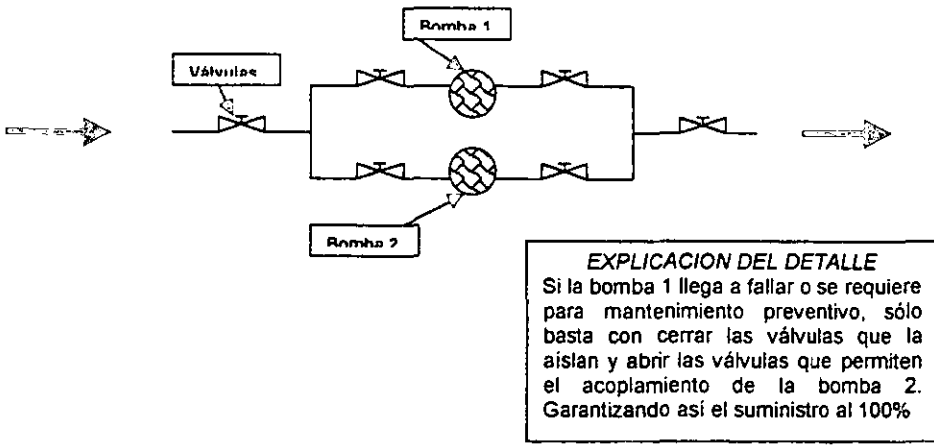 Bomba 1
Válvulas
Bomba 2
EXPLICACION DEL DETALLE
Si la bomba 1 llega a fallar o se requiere
para mantenimiento preventivo, sólo
basta con cerrar las válvulas que la
aíslan y abrir las válvulas que permiten
el acoplamiento de la bomba 2.
Garantizando así el suministro al 100%